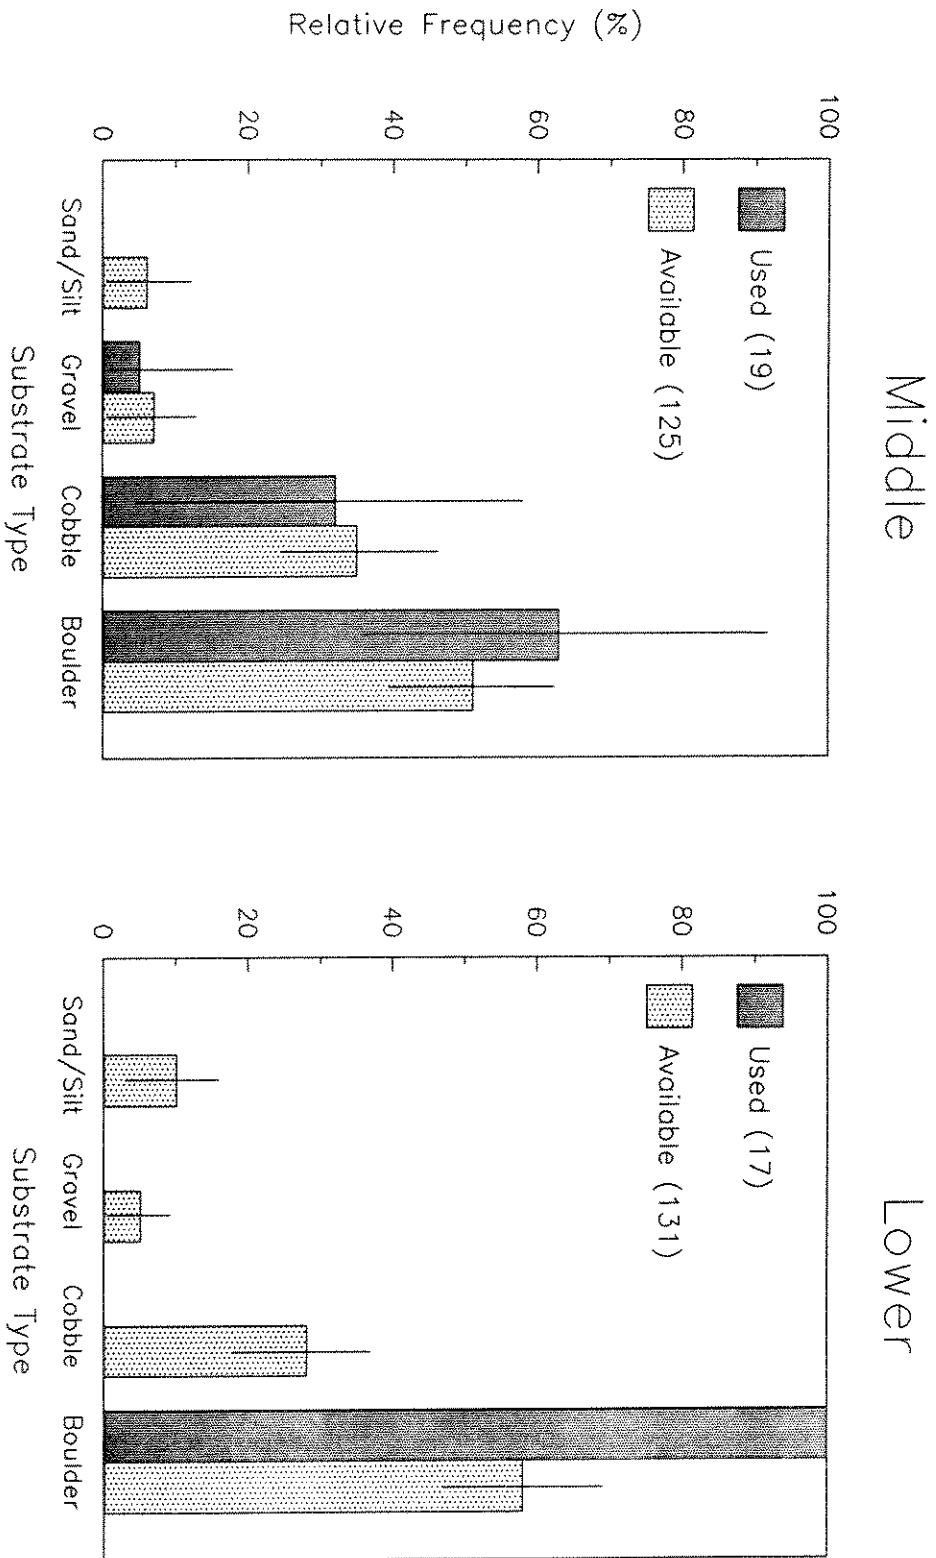 Middle
Relative Frequency (%)
100
80
60
40
20
0
Used (19)
Available (125)
Sand/Silt Gravel Cobble Boulder
Substrate Type
Lower
100
80
60
40
20
0
Used (17)
Available (131)
Sand/Silt Gravel Cobble Boulder
Substrate Type